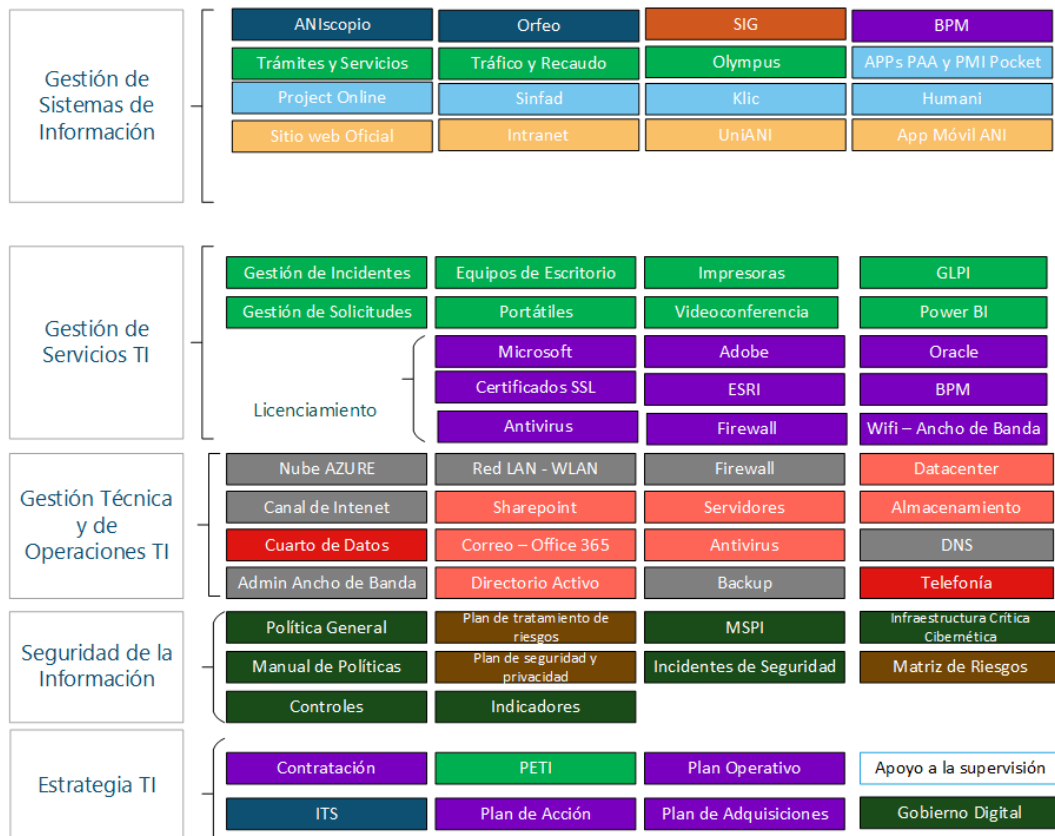 Gestión de
Sistemas de
Información
ANIscopio
Orfeo
SIG
BPM
Trámites y Servicios
Tráfico y Recaudo
Olympus
APPs PAA y PMI Pocket
Project Online
Sinfad
Klic
Humani
Sitio web Oficial
Intranet
UniANI
App Móvil ANI
Gestión de
Servicios TI
Gestión de Incidentes
Equipos de Escritorio
Impresoras
GLPI
Gestión de Solicitudes
Portátiles
Videoconferencia
Power BI
Licenciamiento
Microsoft
Adobe
Oracle
Certificados SSL
ESRI
BPM
Antivirus
Firewall
Wifi – Ancho de Banda
Gestión Técnica
y de
Operaciones TI
Nube AZURE
Red LAN - WLAN
Firewall
Datacenter
Canal de Intenet
Sharepoint
Servidores
Almacenamiento
Cuarto de Datos
Correo – Office 365
Antivirus
DNS
Admin Ancho de Banda
Directorio Activo
Backup
Telefonía
Seguridad de la
Información
Política General
Plan de tratamiento de
riesgos
MSPI
Infraestructura Crítica
Cibernética
Manual de Políticas
Plan de seguridad y
privacidad
Incidentes de Seguridad
Matriz de Riesgos
Controles
Indicadores
Estrategia TI
Contratación
PETI
Plan Operativo
Apoyo a la supervisión
ITS
Plan de Acción
Plan de Adquisiciones
Gobierno Digital